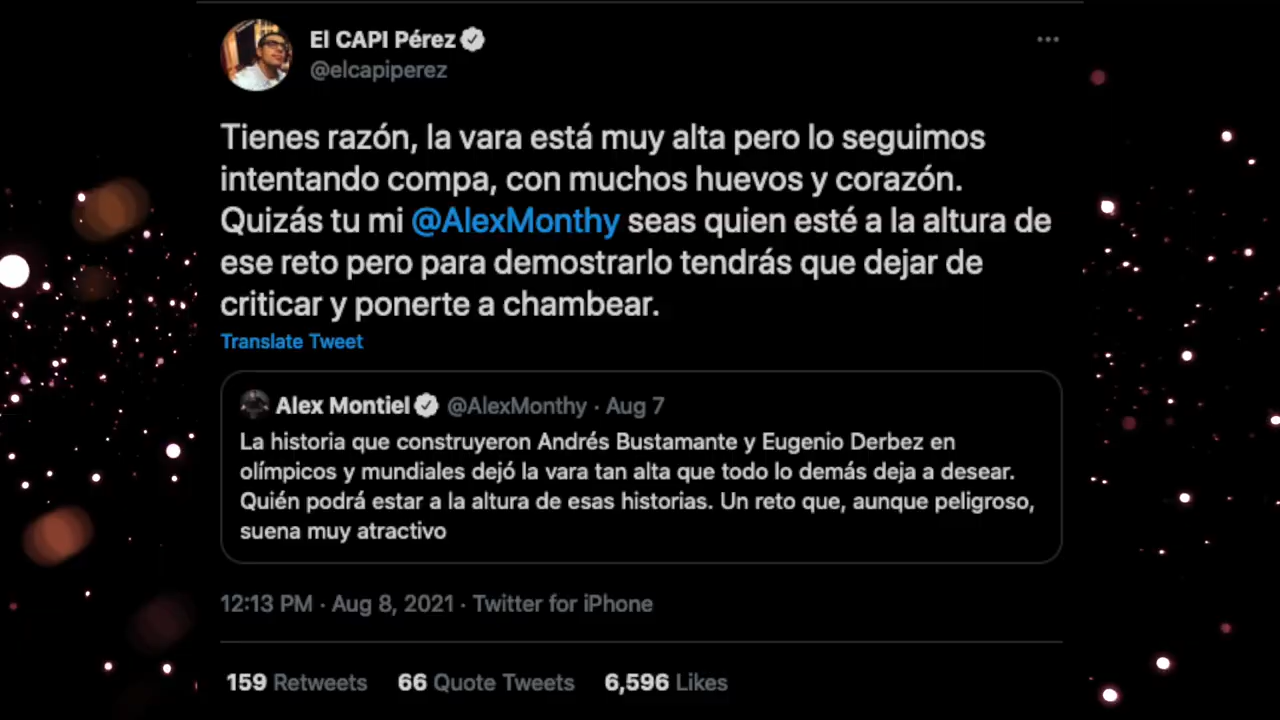 El CAPI Pérez
@elcapiperez
Tienes razón, la vara está muy alta pero lo seguimos
intentando compa, con muchos huevos y corazón.
Quizás tu mi @AlexMonthy seas quien esté a la altura de
ese reto pero para demostrarlo tendrás que dejar de
criticar y ponerte a chambear.
Translate Tweet
Alex Montiel @AlexMonthy · Aug 7
La historia que construyeron Andrés Bustamante y Eugenio Derbez en
olímpicos y mundiales dejó la vara tan alta que todo lo demás deja a desear.
Quién podrá estar a la altura de esas historias. Un reto que, aunque peligroso,
suena muy atractivo
12:13 PM · Aug 8, 2021 · Twitter for iPhone
159 Retweets 66 Quote Tweets 6,596 Likes